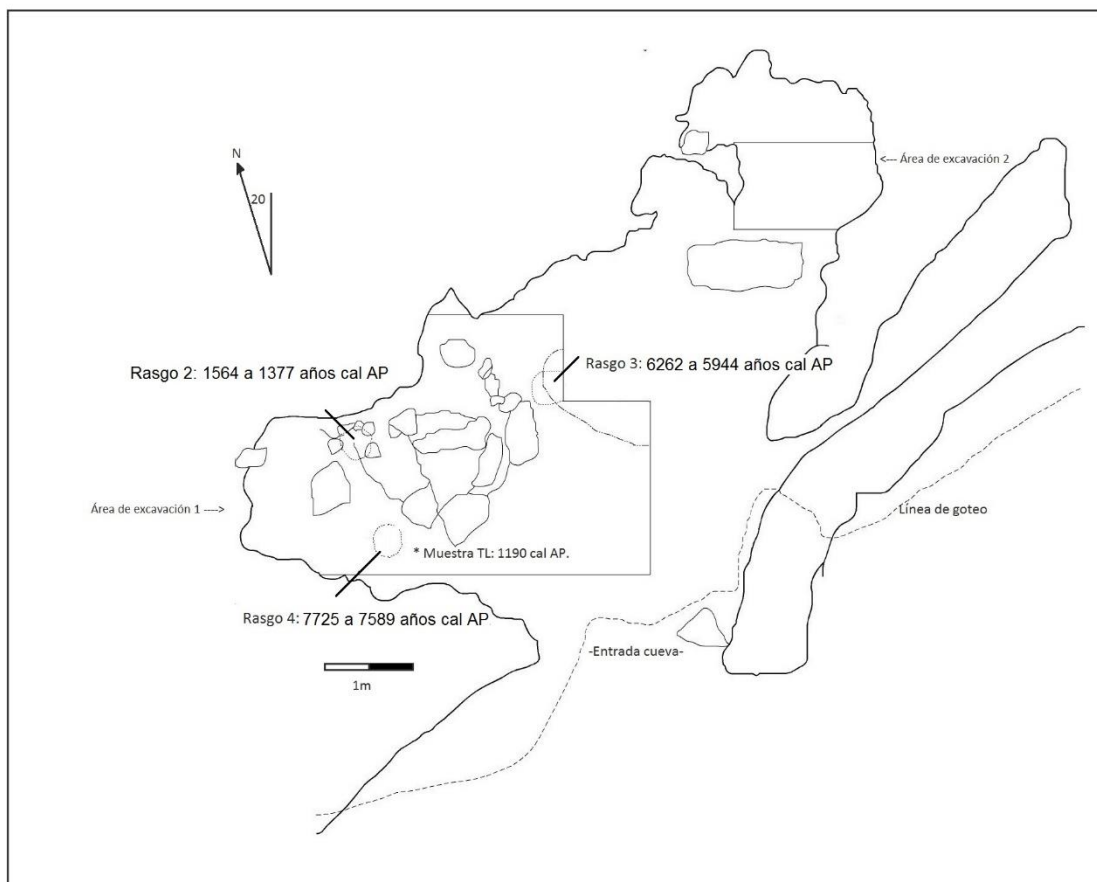 <--- Área de excavación 2
N
20
Rasgo 2: 1564 a 1377 años cal AP
Rasgo 3: 6262 a 5944 años cal AP
Área de excavación 1 ---->
Línea de goteo
* Muestra TL: 1190 cal AP.
Rasgo 4: 7725 a 7589 años cal AP
-Entrada cueva-
1m